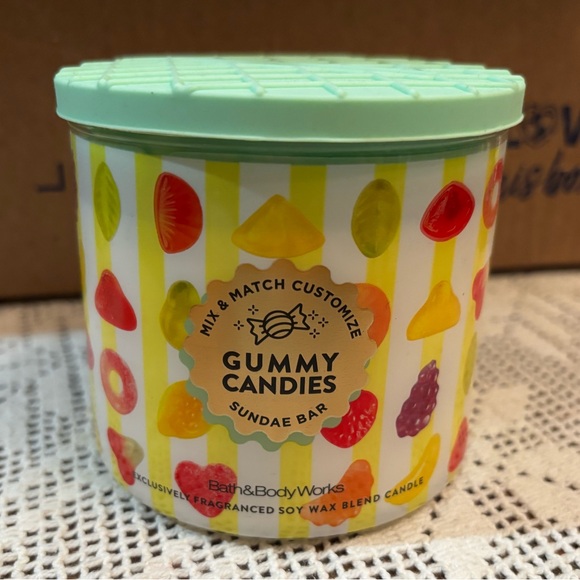 MIX & MATCH CUSTOMIZE
GUMMY
CANDIES
SUNDAE BAR
Bath&BodyWorks
EXCLUSIVELY FRAGRANCED SOY WAX BLEND CANDLE